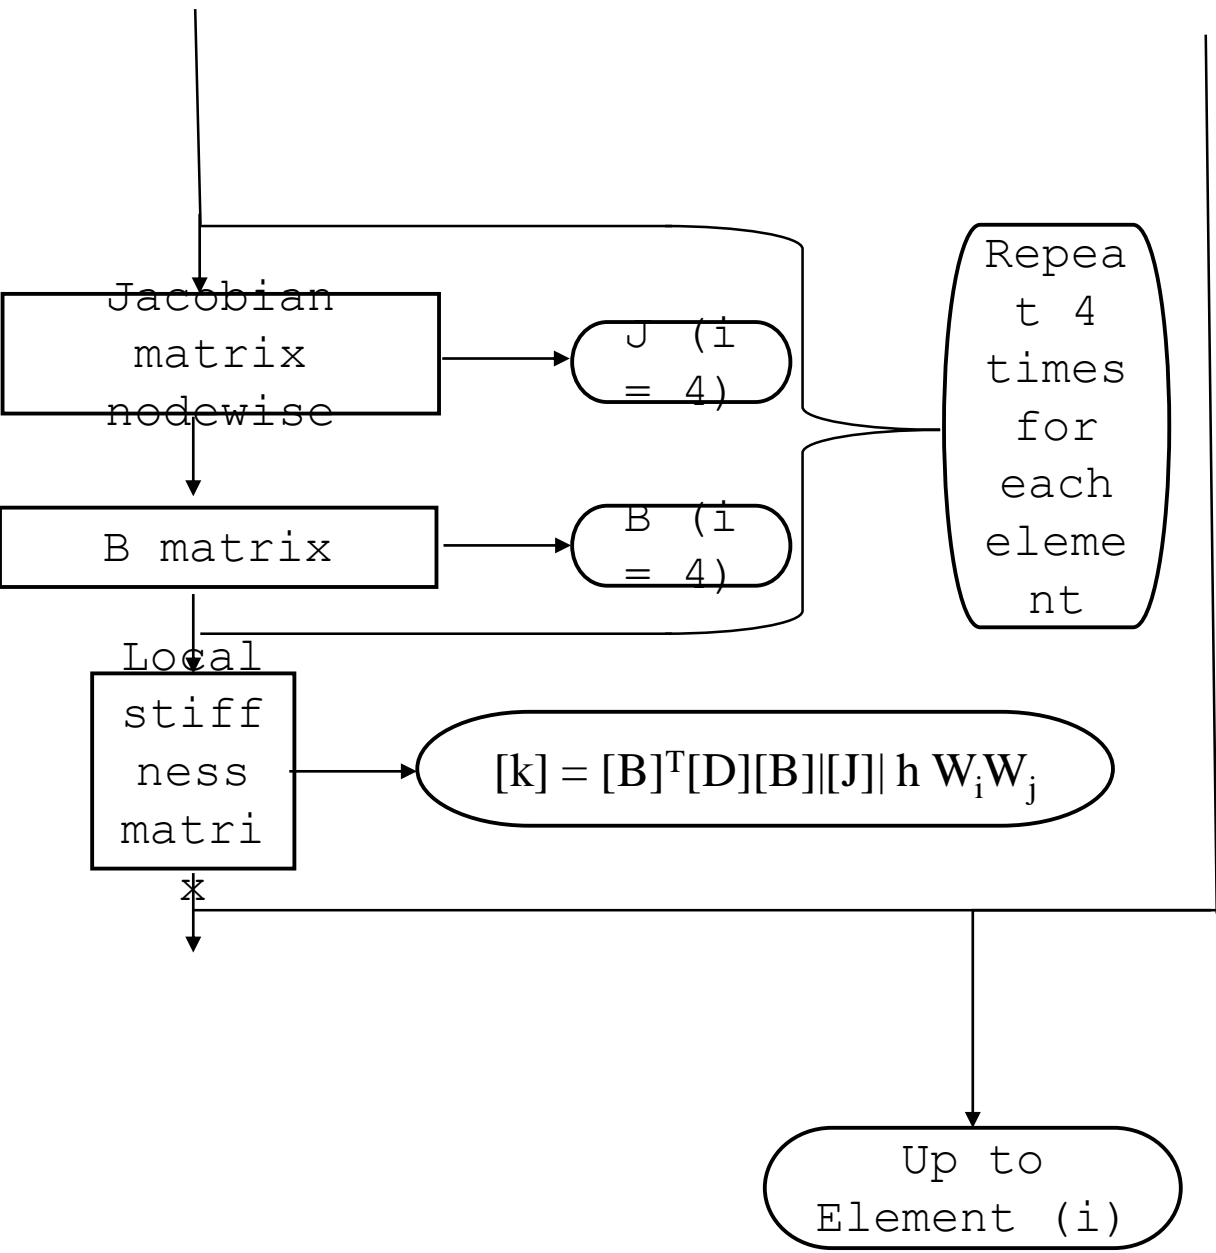 Jacobian
matrix
nodewise
J (i
= 4)
Repea
t 4
times
for
each
eleme
nt
B matrix
B (i
= 4)
Local
stiff
ness
matri
x
[k] = [B]ᵀ[D][B]|[J]| h WᵢWⱼ
Up to
Element (i)